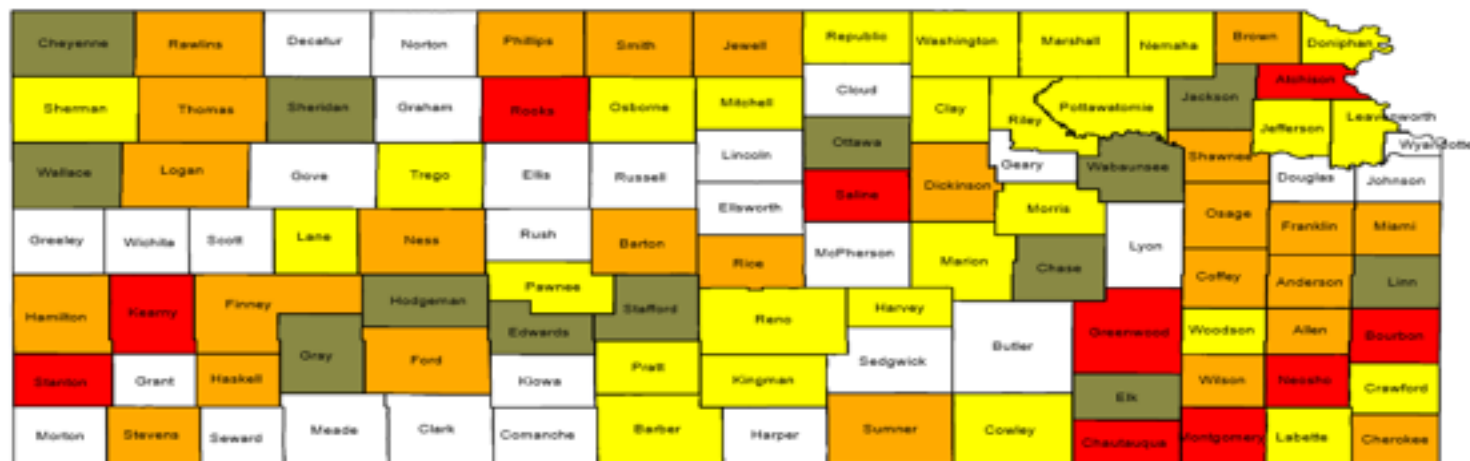 Cheyenne Rawlins Decatur Norton Phillips Smith Jewell Republic Washington Marshall Nemaha Brown Doniphan
Sherman Thomas Sheridan Graham Rooks Osborne Mitchell Cloud Clay Riley Pottawatomie Jackson Atchison
Jefferson Leavenworth Wyandotte
Wallace Logan Gove Trego Ellis Russell Lincoln Ottawa Dickinson Geary Wabaunsee Shawnee Douglas Johnson
Greeley Wichita Scott Lane Ness Rush Barton Ellsworth Saline Morris Osage Franklin Miami
Rice McPherson Marion Chase Lyon Coffey Anderson Linn
Hamilton Kearny Finney Hodgeman Pawnee Stafford Reno Harvey Greenwood Woodson Allen Bourbon
Gray Ford Edwards Sedgwick Butler
Stanton Grant Haskell Kiowa Pratt Kingman Elk Wilson Neosho Crawford
Morton Stevens Seward Meade Clark Comanche Barber Harper Sumner Cowley Chautauqua Montgomery Labette Cherokee